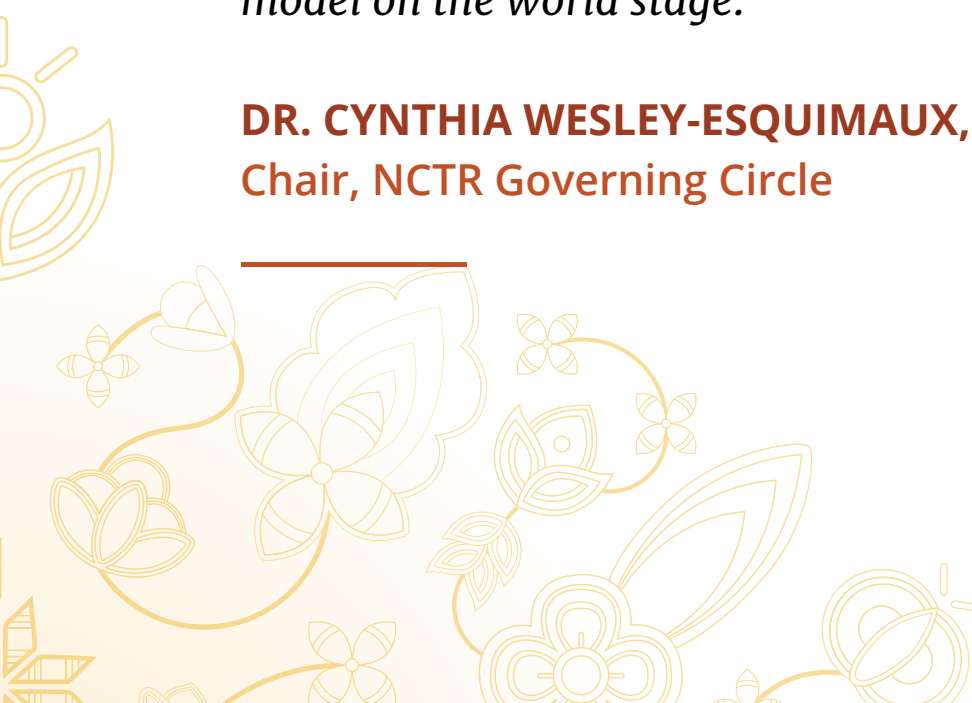 model on the world stage.
DR. CYNTHIA WESLEY-ESQUIMAUX,
Chair, NCTR Governing Circle